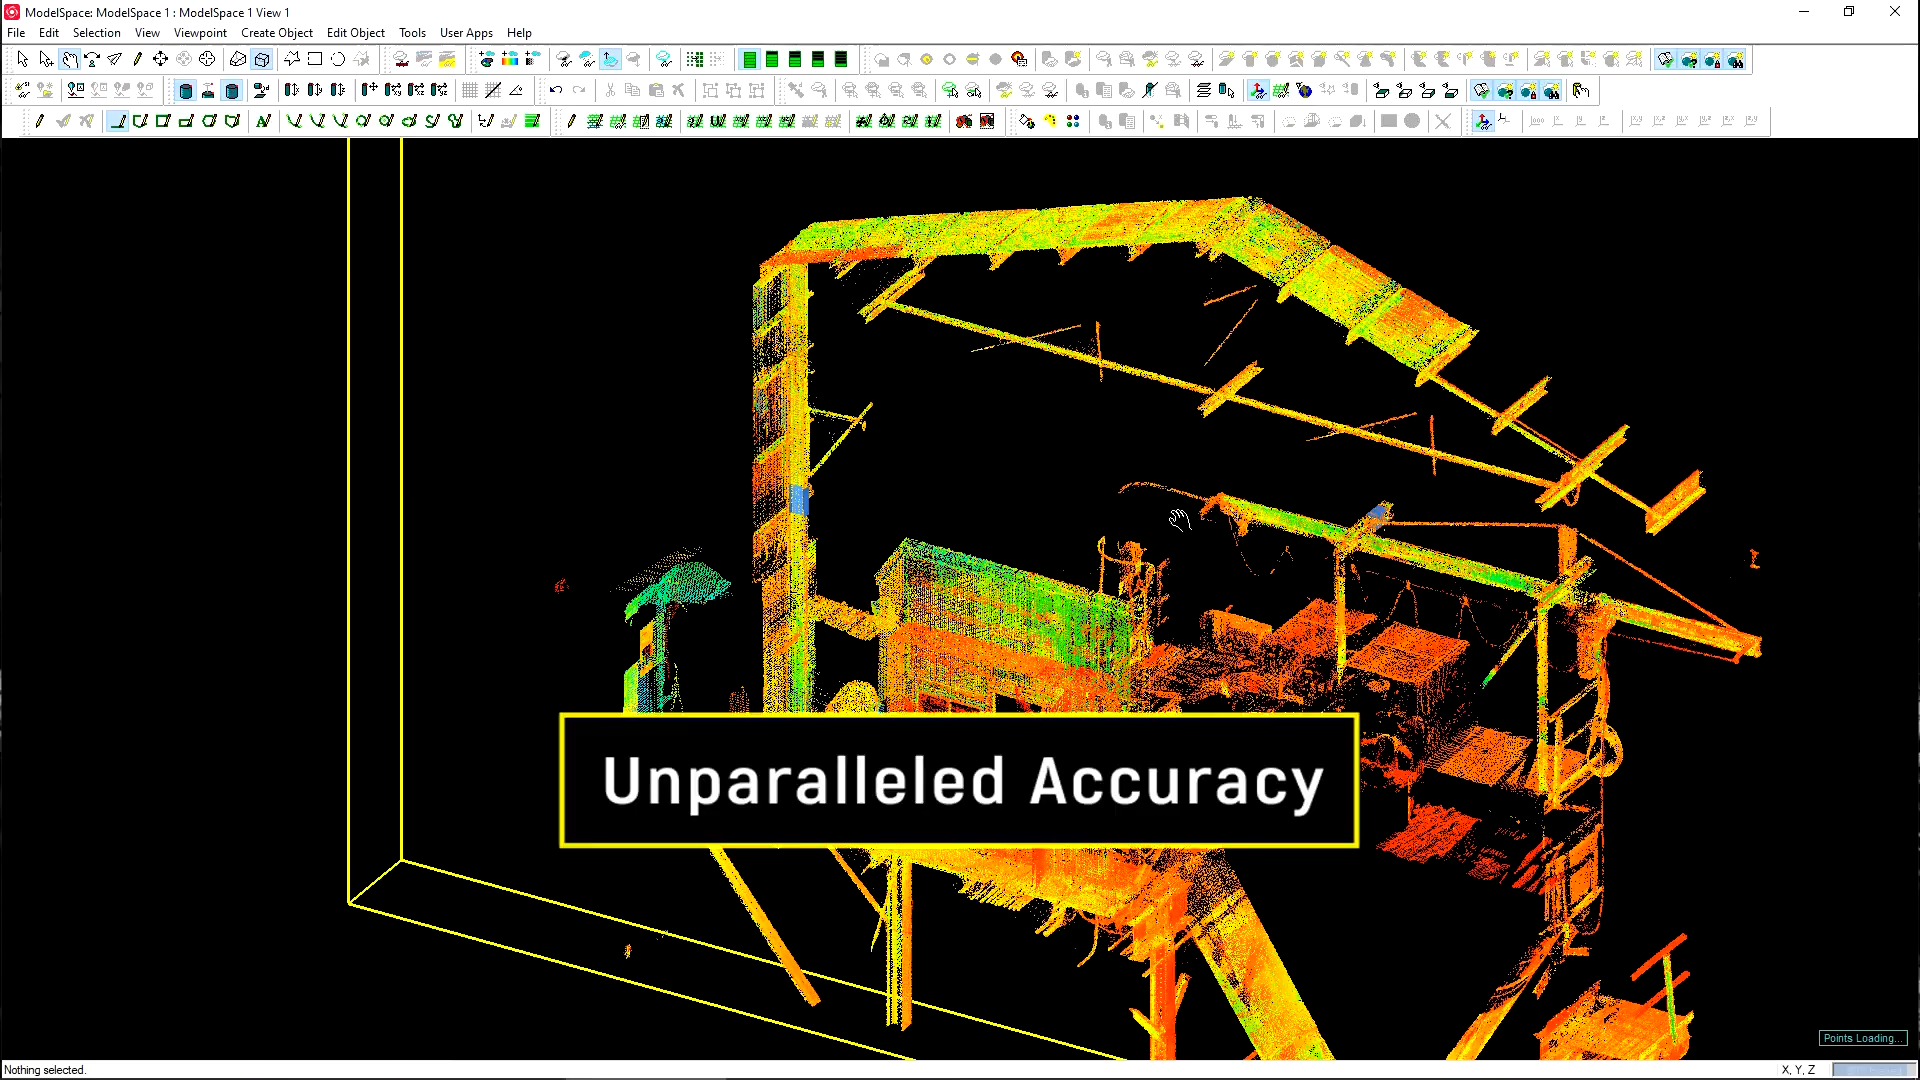 ModelSpace: ModelSpace 1 : ModelSpace 1 View 1
File Edit Selection View Viewpoint Create Object Edit Object Tools User Apps Help
Unparalleled Accuracy
Points Loading...
Nothing selected.
X, Y, Z